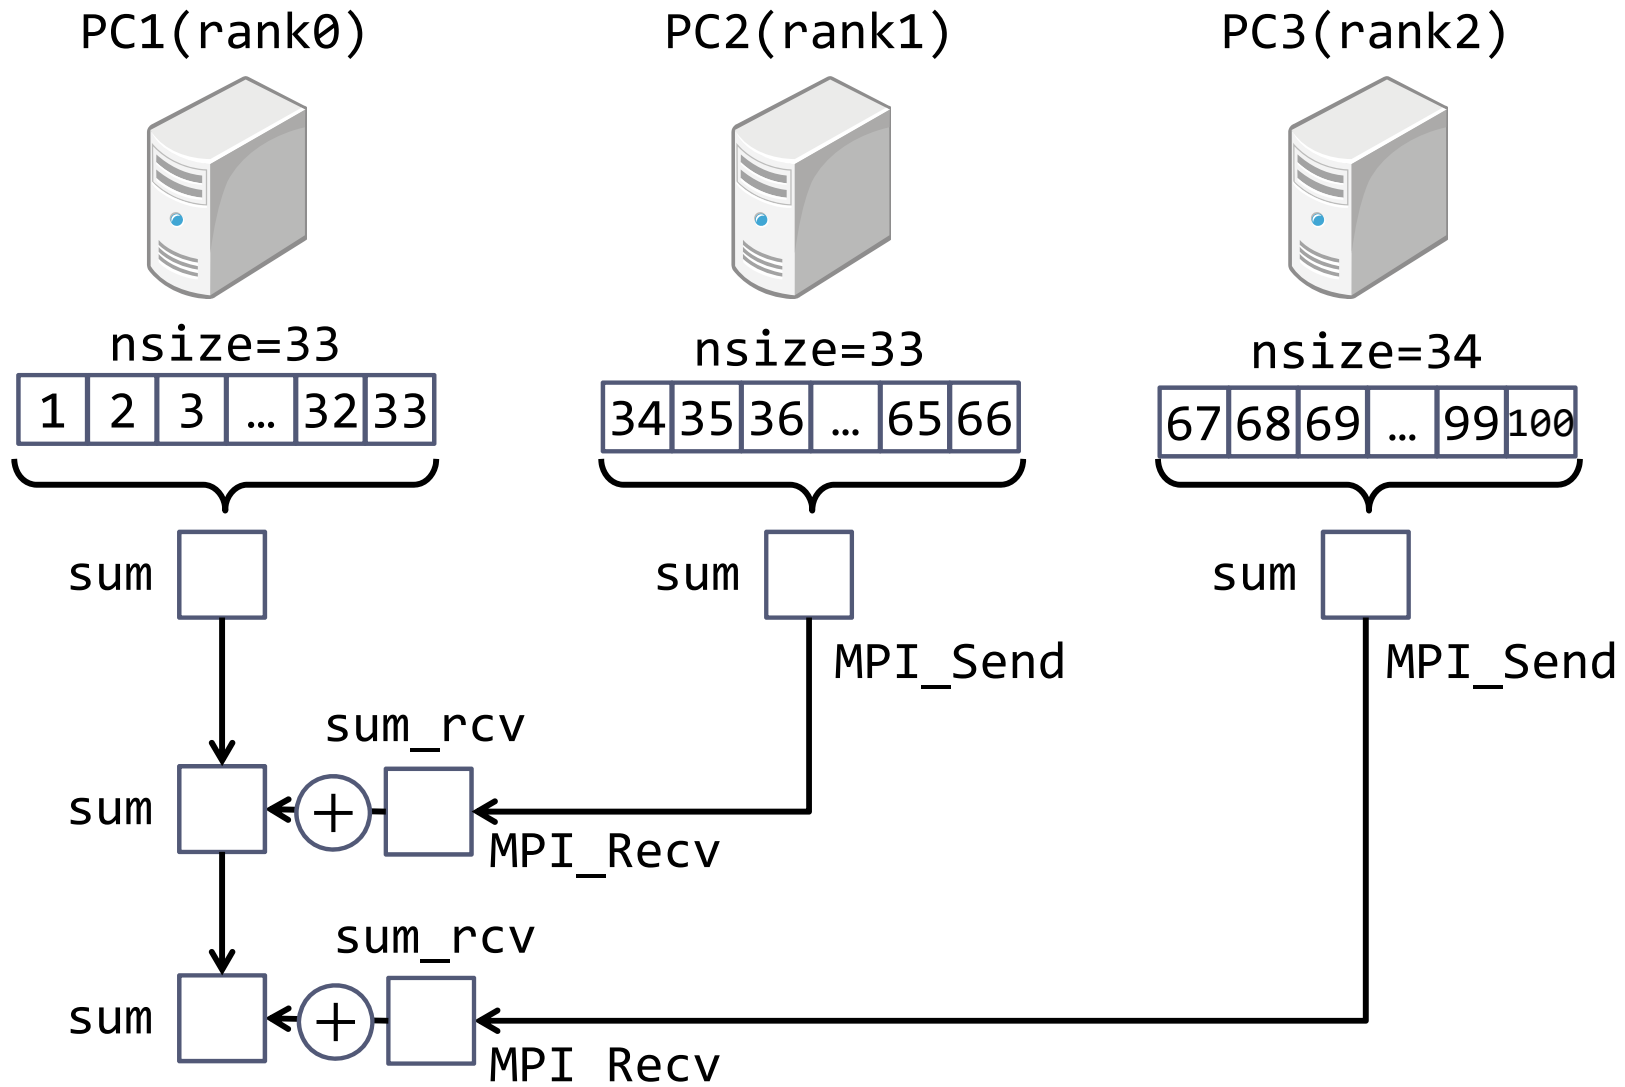 PC1(rank0) PC2(rank1) PC3(rank2)
nsize=33 nsize=33 nsize=34
1 2 3 … 32 33 34 35 36 … 65 66 67 68 69 … 99 100
sum sum sum
MPI_Send MPI_Send
sum_rcv
sum +
MPI_Recv
sum_rcv
sum +
MPI_Recv